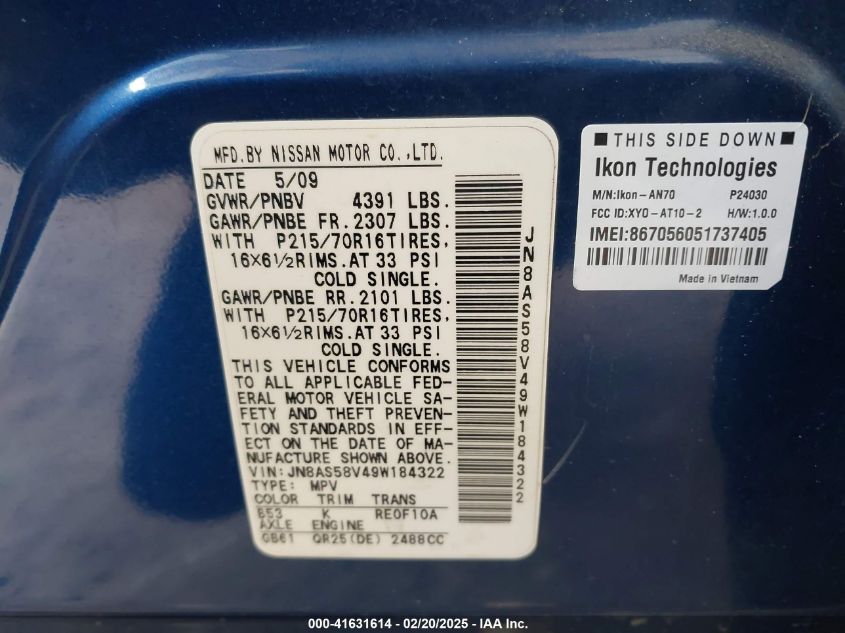 MFD.BY NISSAN MOTOR CO.,LTD.
DATE 5/09
GVWR/PNBV 4391 LBS.
GAWR/PNBE FR.2307 LBS.
WITH P215/70R16TIRES,
16×6½RIMS.AT 33 PSI
COLD SINGLE.
GAWR/PNBE RR.2101 LBS.
WITH P215/70R16TIRES,
16×6½RIMS.AT 33 PSI
COLD SINGLE.
THIS VEHICLE CONFORMS
TO ALL APPLICABLE FED-
ERAL MOTOR VEHICLE SA-
FETY AND THEFT PREVEN-
TION STANDARDS IN EFF-
ECT ON THE DATE OF MA-
NUFACTURE SHOWN ABOVE.
VIN:JN8AS58V49W184322
TYPE: MPV
COLOR TRIM TRANS
B53 K RE0F10A
AXLE ENGINE
GB61 QR25(DE) 2488CC
JN8AS58V49W184322
THIS SIDE DOWN
Ikon Technologies
M/N:Ikon-AN70 P24030
FCC ID:XY0-AT10-2 H/W:1.0.0
IMEI:867056051737405
Made in Vietnam
000-41631614 - 02/20/2025 - IAA Inc.